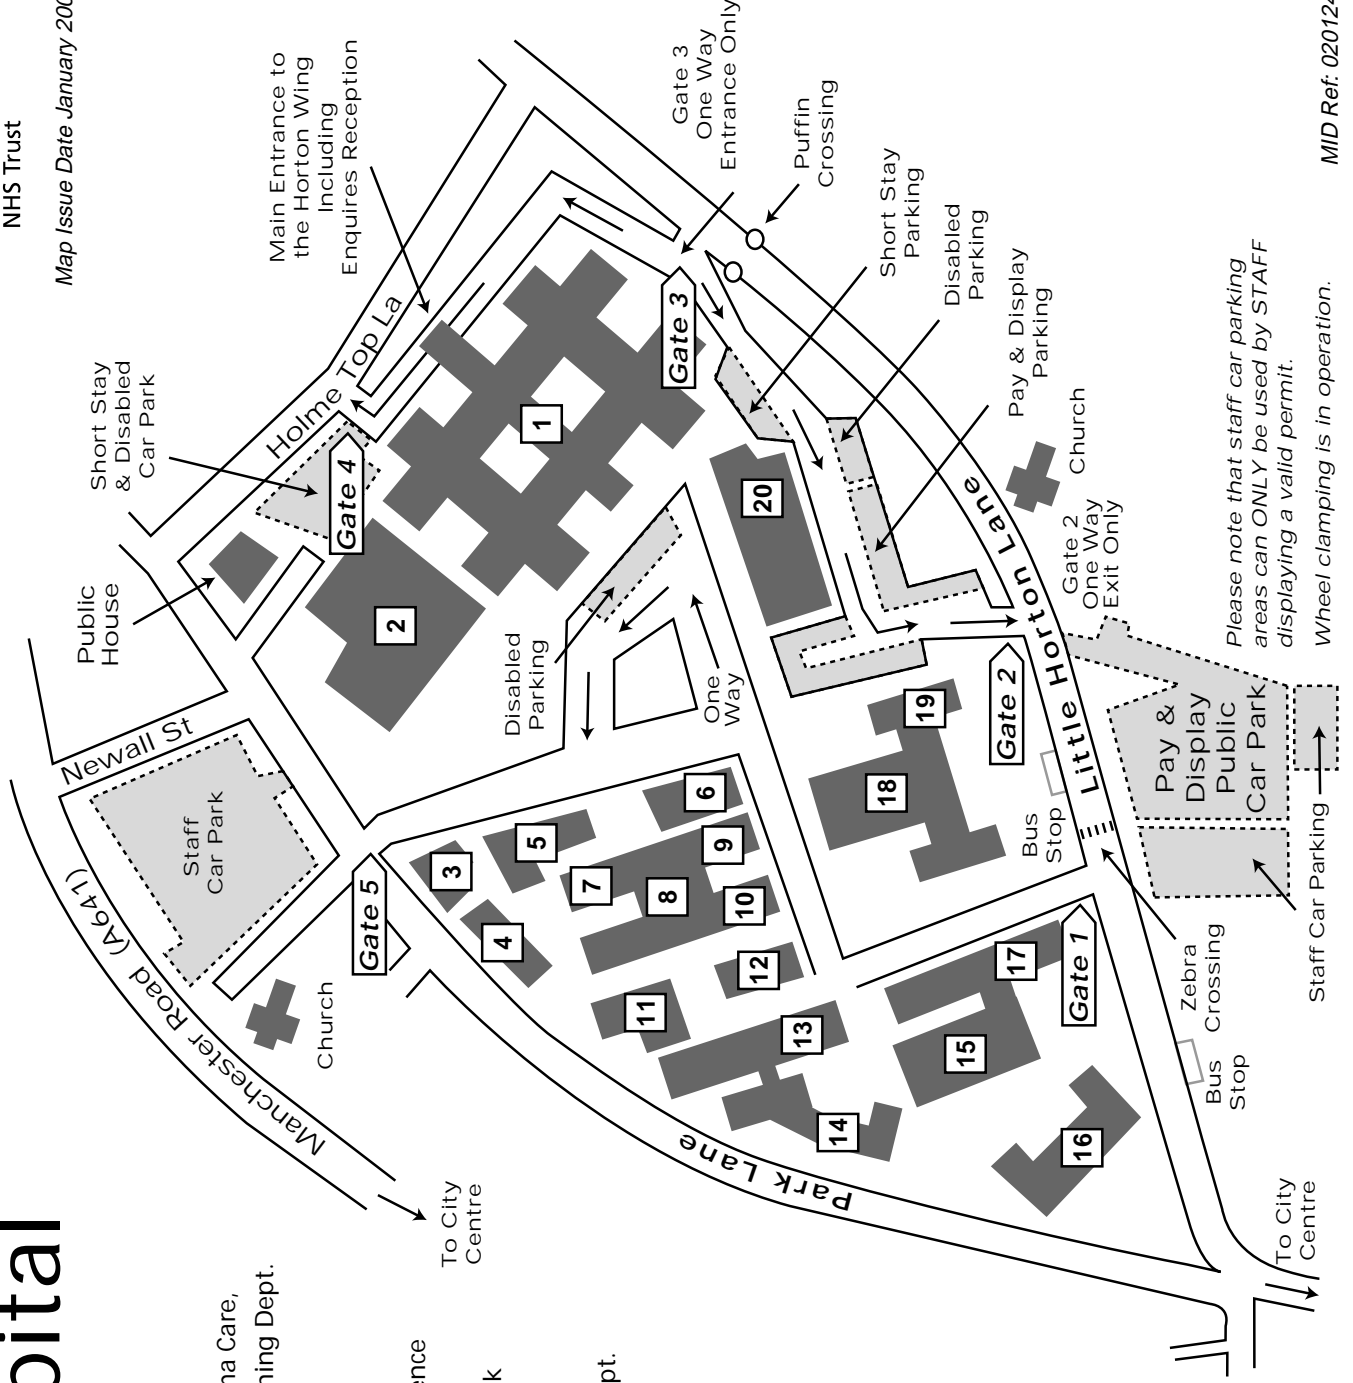 NHS Trust
Map Issue Date January 200
pital
na Care,
ning Dept.
ence
k
pt.
Manchester Road (A641)
Newall St
Staff
Car Park
Church
To City
Centre
Public
House
Short Stay
& Disabled
Car Park
Holme Top La
Main Entrance to
the Horton Wing
Including
Enquires Reception
Gate 3
One Way
Entrance Only
Puffin
Crossing
Short Stay
Parking
Disabled
Parking
Pay & Display
Parking
Church
Gate 2
One Way
Exit Only
Little Horton Lane
Disabled
Parking
One
Way
Gate 4
Gate 3
Gate 2
Gate 5
Gate 1
1
2
3
4
5
6
7
8
9
10
11
12
13
14
15
16
17
18
19
20
Park Lane
Bus
Stop
Zebra
Crossing
Bus
Stop
Pay &
Display
Public
Car Park
Staff Car Parking
To City
Centre
Please note that staff car parking
areas can ONLY be used by STAFF
displaying a valid permit.
Wheel clamping is in operation.
MID Ref: 020124